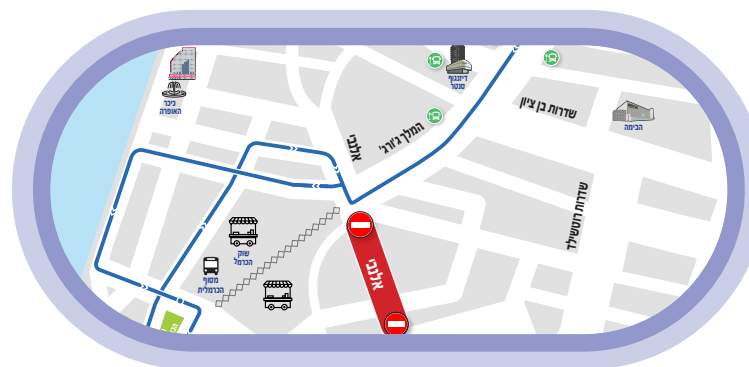 כיכר
האופרה
דיזנגוף
סנטר
שדרות בן ציון
הבימה
המלך ג'ורג'
אלנבי
שדרות רוטשילד
שוק
הכרמל
מסוף
הכרמלית
אלנבי